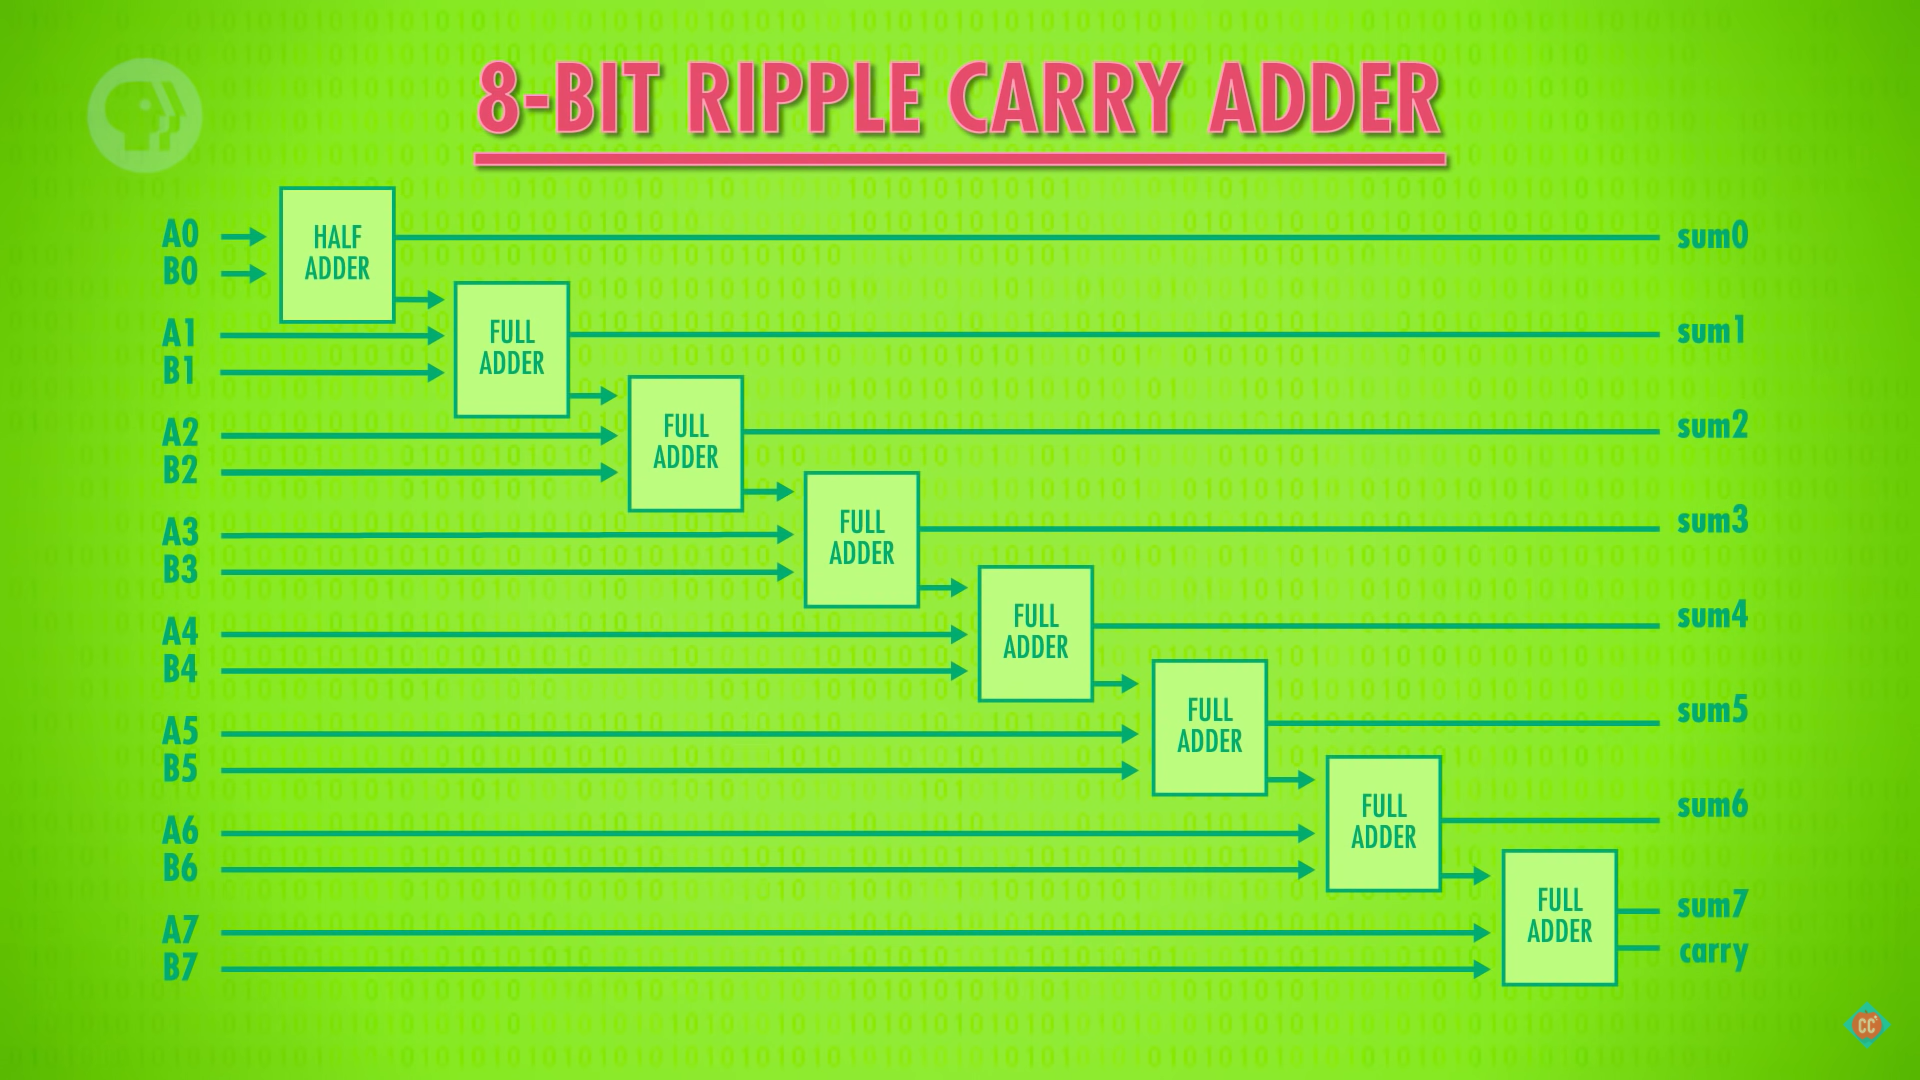 8-BIT RIPPLE CARRY ADDER
A0
B0
HALF
ADDER
sum0
A1
B1
FULL
ADDER
sum1
A2
B2
FULL
ADDER
sum2
A3
B3
FULL
ADDER
sum3
A4
B4
FULL
ADDER
sum4
A5
B5
FULL
ADDER
sum5
A6
B6
FULL
ADDER
sum6
A7
B7
FULL
ADDER
sum7
carry
CC